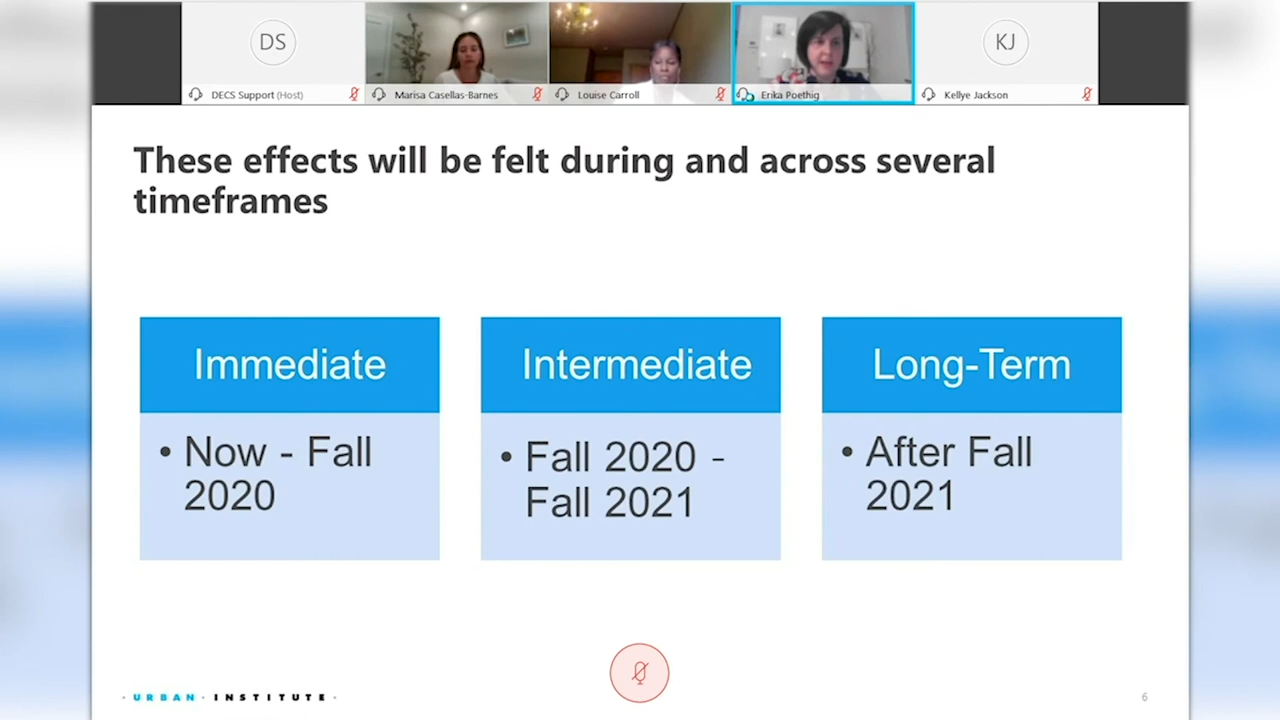 DS
KJ
DECS Support (Host)
Marisa Casellas-Barnes
Louise Carroll
Erika Poethig
Kellye Jackson
These effects will be felt during and across several
timeframes
Immediate
• Now - Fall
2020
Intermediate
• Fall 2020 -
Fall 2021
Long-Term
• After Fall
2021
· URBAN · INSTITUTE ·
6